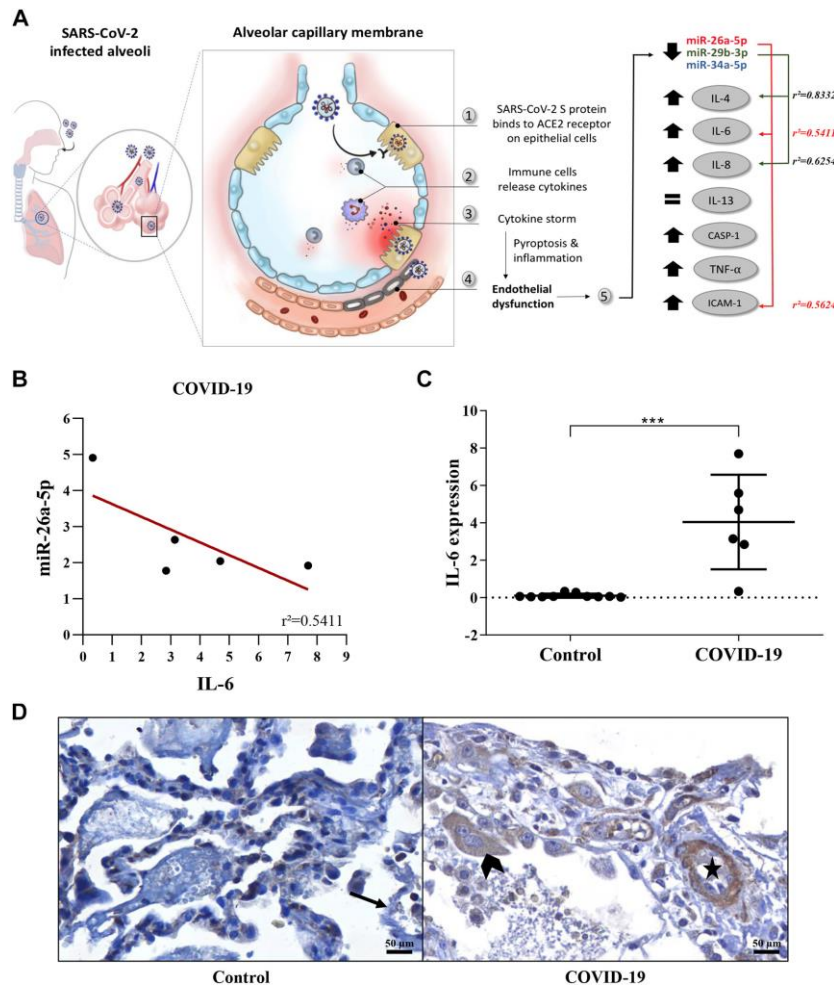 A
SARS-CoV-2
infected alveoli
Alveolar capillary membrane
1
SARS-CoV-2 S protein
binds to ACE2 receptor
on epithelial cells
2
Immune cells
release cytokines
3
Cytokine storm
Pyroptosis &
inflammation
4
Endothelial
dysfunction
5
miR-26a-5p
miR-29b-3p
miR-34a-5p
IL-4
r²=0.8332
IL-6
r²=0.5411
IL-8
r²=0.6254
IL-13
CASP-1
TNF-α
ICAM-1
r²=0.5624
B
COVID-19
miR-26a-5p
6
5
4
3
2
1
0
r²=0.5411
0 1 2 3 4 5 6 7 8 9
IL-6
C
IL-6 expression
10
8
6
4
2
0
-2
***
Control COVID-19
D
50 µm
50 µm
Control
COVID-19